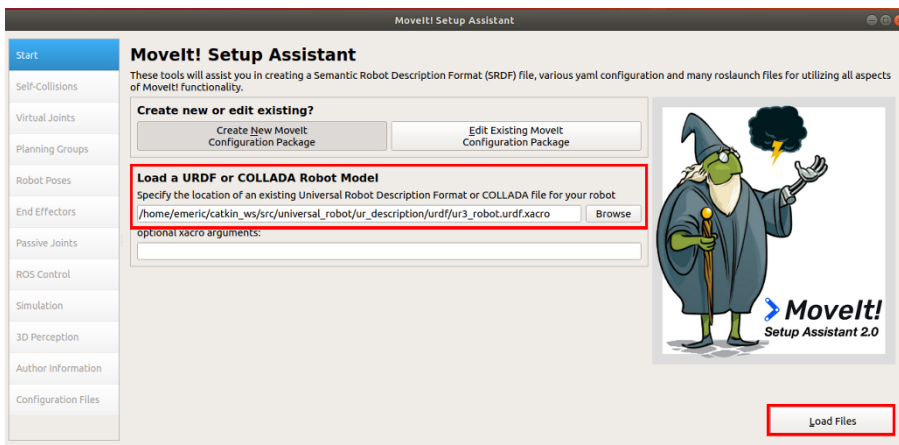 MoveIt! Setup Assistant
Start
Self-Collisions
Virtual Joints
Planning Groups
Robot Poses
End Effectors
Passive Joints
ROS Control
Simulation
3D Perception
Author Information
Configuration Files
MoveIt! Setup Assistant
These tools will assist you in creating a Semantic Robot Description Format (SRDF) file, various yaml configuration and many roslaunch files for utilizing all aspects
of MoveIt! functionality.
Create new or edit existing?
Create New MoveIt
Configuration Package
Edit Existing MoveIt
Configuration Package
Load a URDF or COLLADA Robot Model
Specify the location of an existing Universal Robot Description Format or COLLADA file for your robot
/home/emeric/catkin_ws/src/universal_robot/ur_description/urdf/ur3_robot.urdf.xacro
Browse
optional xacro arguments:
MoveIt!
Setup Assistant 2.0
Load Files